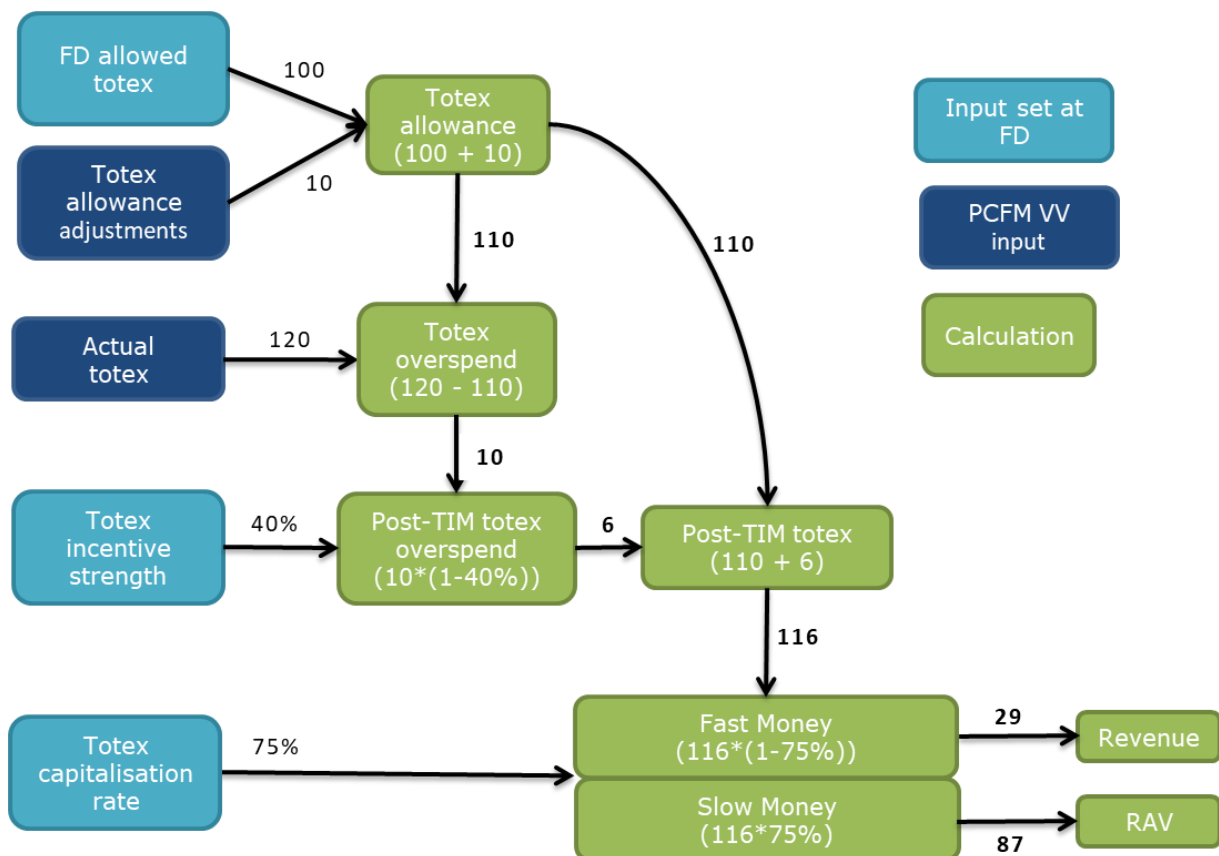 FD allowed
totex
100
Totex
allowance
(100 + 10)
Input set at
FD
Totex
allowance
adjustments
10
PCFM VV
input
110
110
Calculation
Actual
totex
120
Totex
overspend
(120 - 110)
10
Totex
incentive
strength
40%
Post-TIM totex
overspend
(10*(1-40%))
6
Post-TIM totex
(110 + 6)
116
Totex
capitalisation
rate
75%
Fast Money
(116*(1-75%))
29
Revenue
Slow Money
(116*75%)
87
RAV